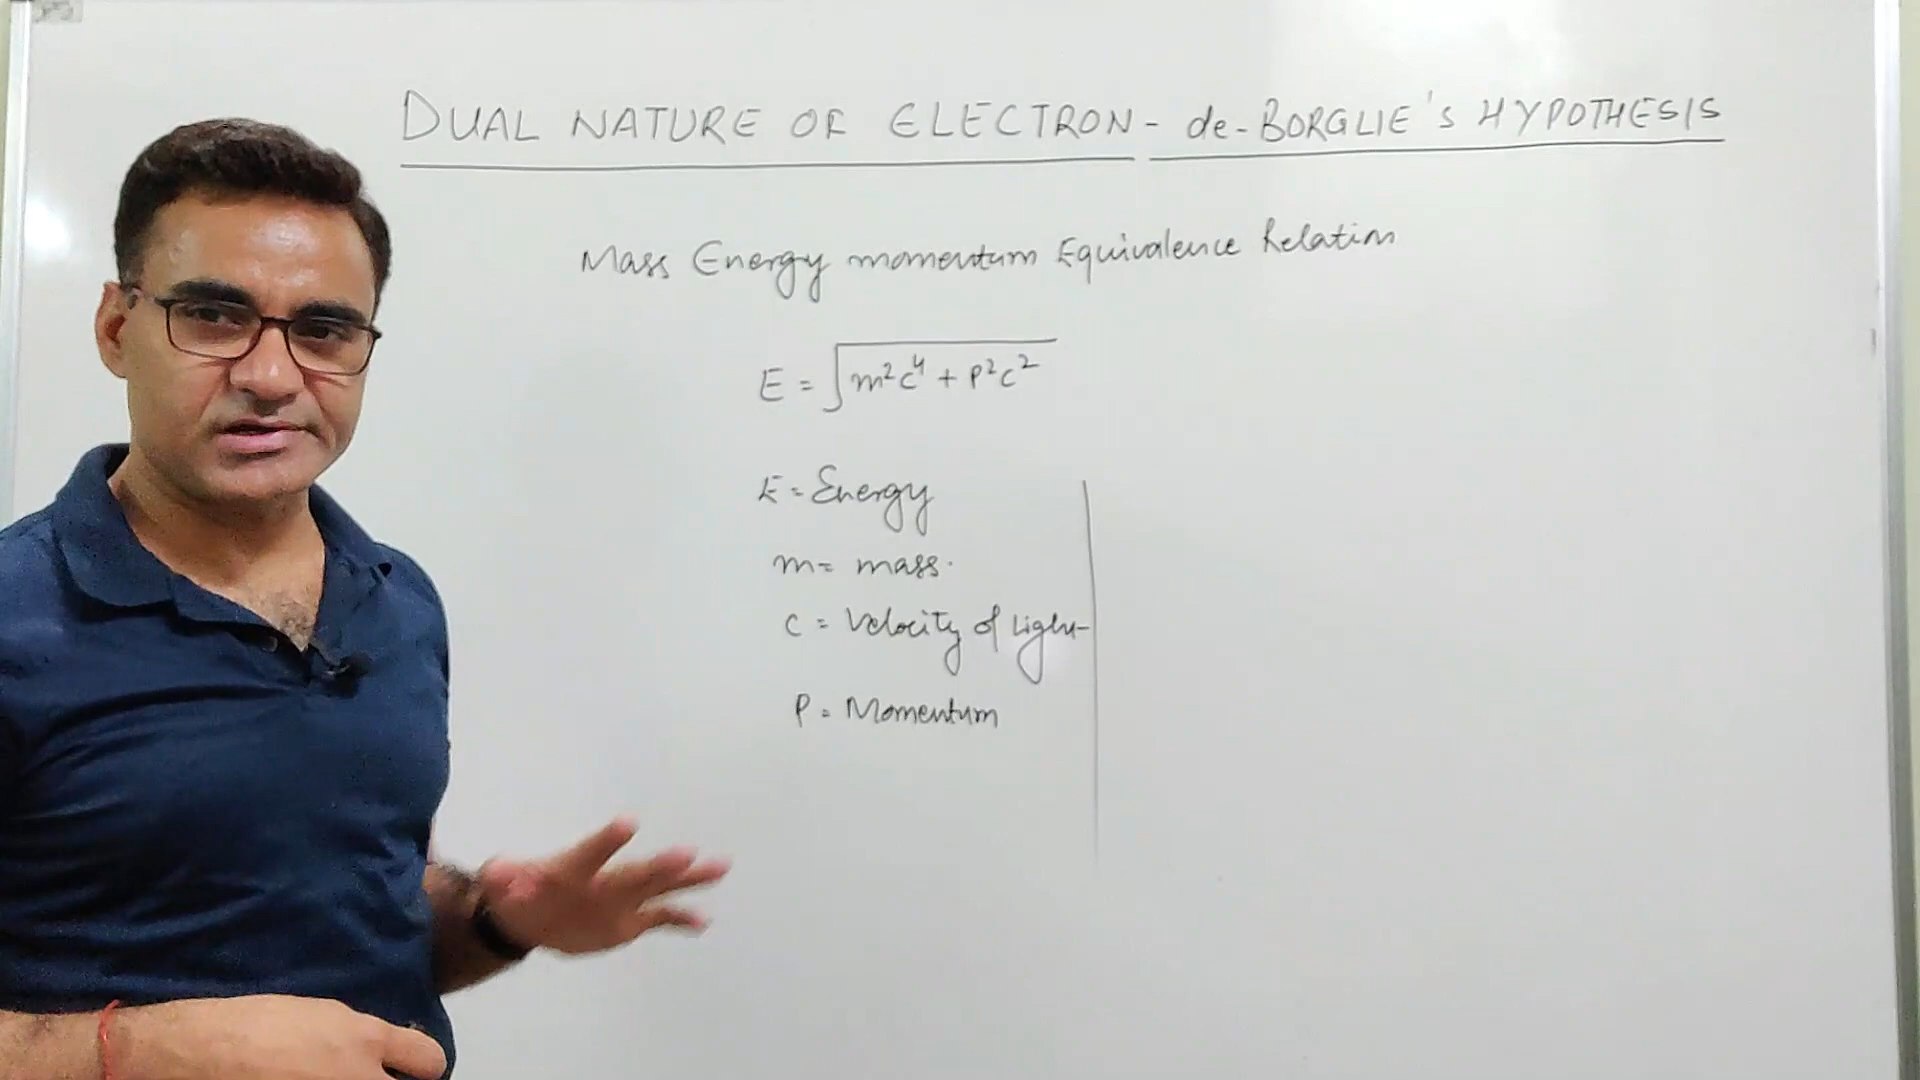 DUAL NATURE OF ELECTRON - de-BORGLIE'S HYPOTHESIS
Mass Energy momentum Equivalence Relation
E = √m²c⁴ + P²c²
E = Energy
m = mass.
C = Velocity of Light
P = Momentum